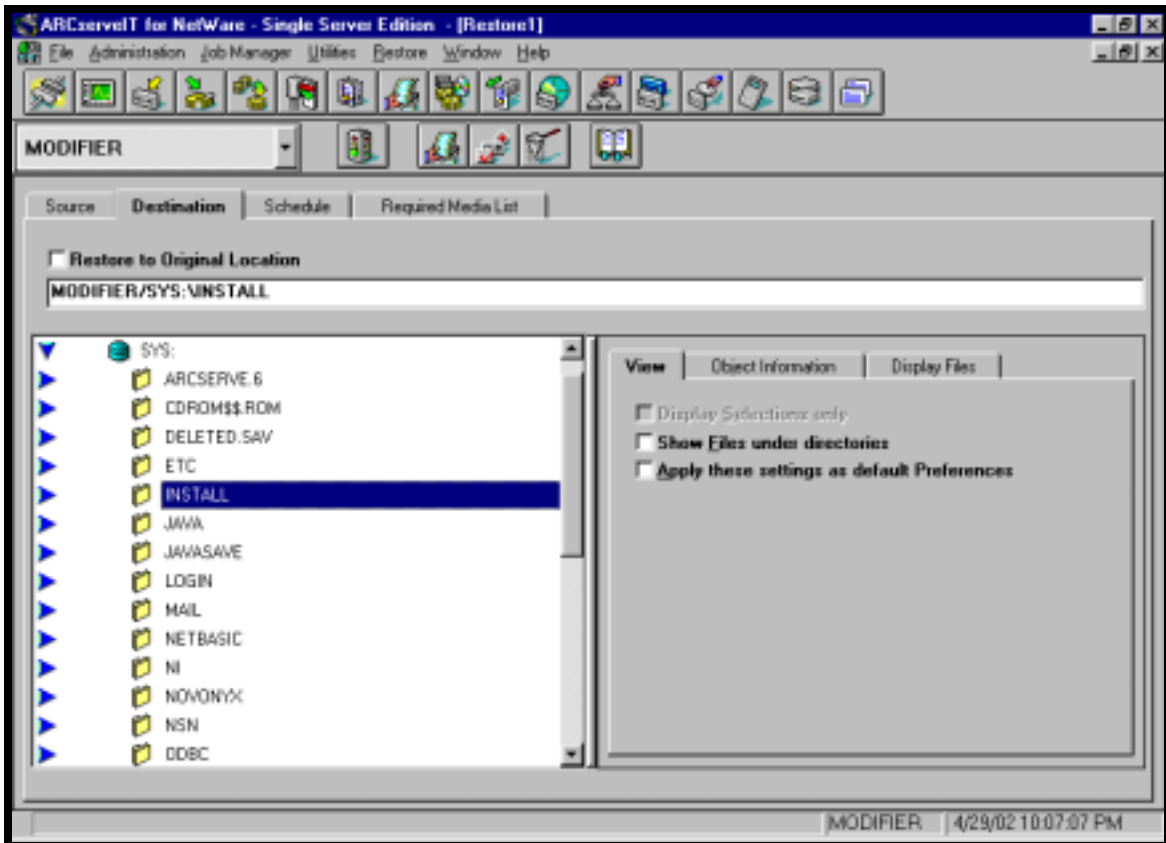 ARCserveIT for NetWare - Single Server Edition - [Restore1]
File Administration Job Manager Utilities Restore Window Help
MODIFIER
Source Destination Schedule Required Media List
Restore to Original Location
MODIFIER/SYS:\INSTALL
SYS:
ARCSERVE.6
CDROM$$.ROM
DELETED.SAV
ETC
INSTALL
JAVA
JAVASAVE
LOGIN
MAIL
NETBASIC
NI
NOVONYX
NSN
ODBC
View Object Information Display Files
Display Selections only
Show Files under directories
Apply these settings as default Preferences
MODIFIER 4/29/02 10:07:07 PM